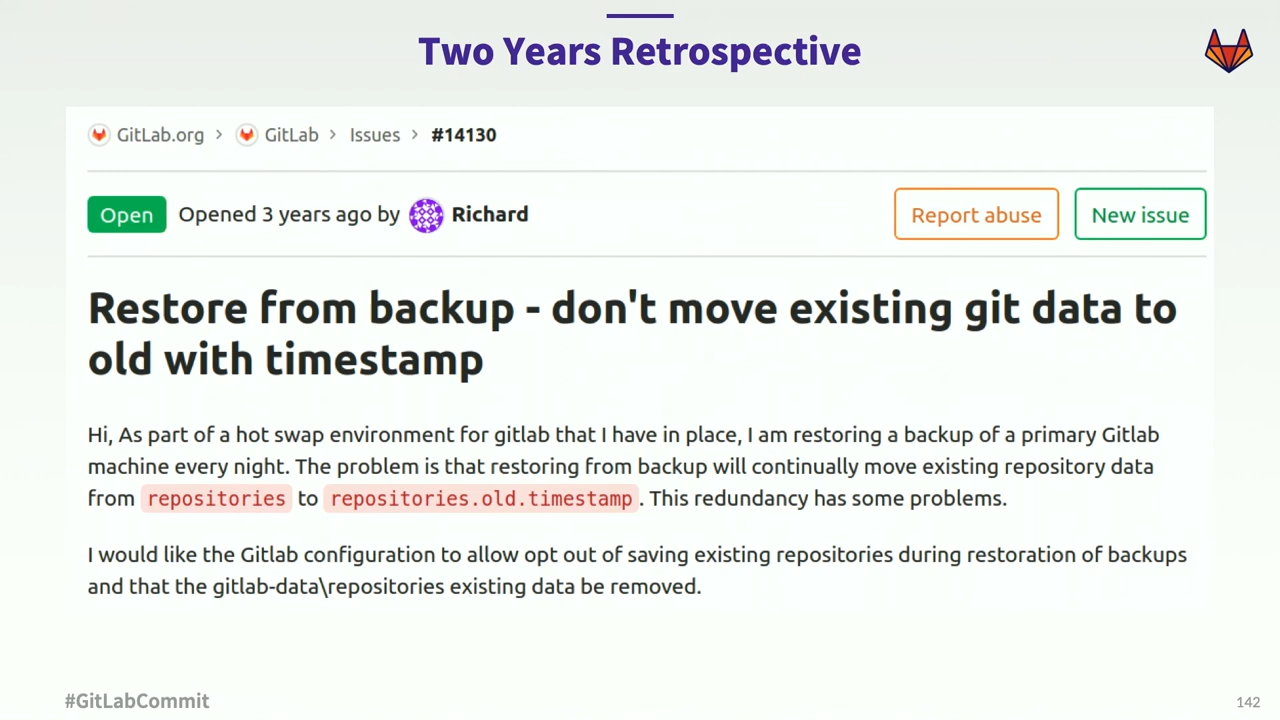 Two Years Retrospective
GitLab.org > GitLab > Issues > #14130
Open Opened 3 years ago by Richard Report abuse New issue
Restore from backup - don't move existing git data to
old with timestamp
Hi, As part of a hot swap environment for gitlab that I have in place, I am restoring a backup of a primary Gitlab
machine every night. The problem is that restoring from backup will continually move existing repository data
from repositories to repositories.old.timestamp. This redundancy has some problems.
I would like the Gitlab configuration to allow opt out of saving existing repositories during restoration of backups
and that the gitlab-data\repositories existing data be removed.
#GitLabCommit
142